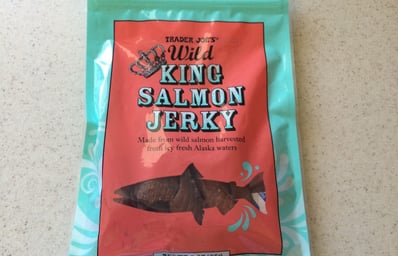 TRADER JOE'S®
Wild
KING
SALMON
JERKY
Made from wild salmon harvested
from icy fresh Alaska waters